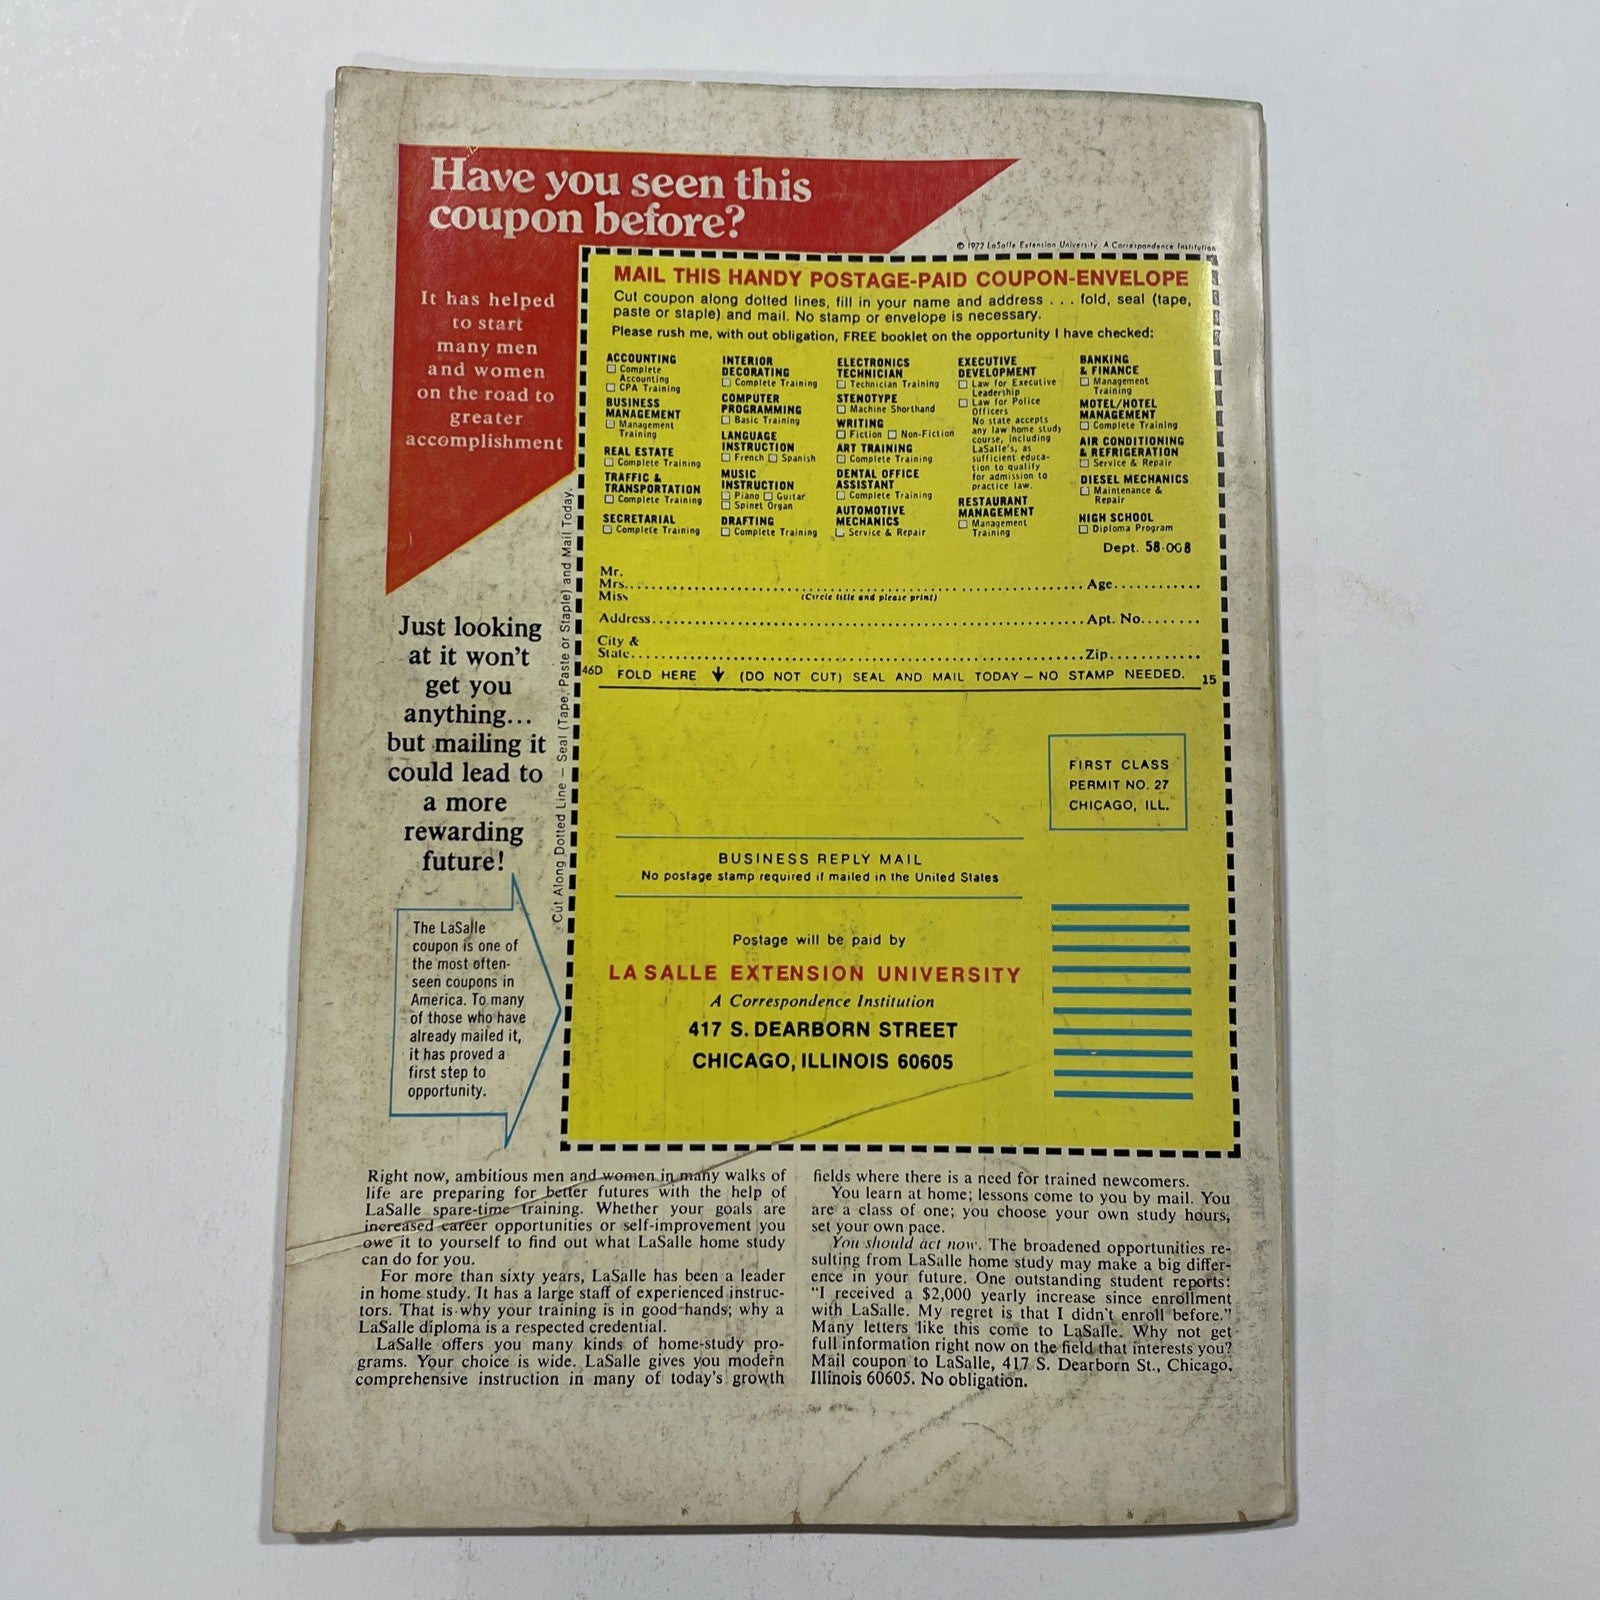 Have you seen this
coupon before?
It has helped
to start
many men
and women
on the road to
greater
accomplishment
Just looking
at it won't
get you
anything...
but mailing it
could lead to
a more
rewarding
future!
The LaSalle
coupon is one of
the most often-
seen coupons in
America. To many
of those who have
already mailed it,
it has proved a
first step to
opportunity.
Cut Along Dotted Line – Seal (Tape, Paste or Staple) and Mail Today.
© 1972 LaSalle Extension University A Correspondence Institution
MAIL THIS HANDY POSTAGE-PAID COUPON-ENVELOPE
Cut coupon along dotted lines, fill in your name and address . . . fold, seal (tape,
paste or staple) and mail. No stamp or envelope is necessary.
Please rush me, with out obligation, FREE booklet on the opportunity I have checked:
ACCOUNTING
☐ Complete
Accounting
☐ CPA Training
BUSINESS
MANAGEMENT
☐ Management
Training
REAL ESTATE
☐ Complete Training
TRAFFIC &
TRANSPORTATION
☐ Complete Training
SECRETARIAL
☐ Complete Training
INTERIOR
DECORATING
☐ Complete Training
COMPUTER
PROGRAMMING
☐ Basic Training
LANGUAGE
INSTRUCTION
☐ French ☐ Spanish
MUSIC
INSTRUCTION
☐ Piano ☐ Guitar
☐ Spinet Organ
DRAFTING
☐ Complete Training
ELECTRONICS
TECHNICIAN
☐ Technician Training
STENOTYPE
☐ Machine Shorthand
WRITING
☐ Fiction ☐ Non-Fiction
ART TRAINING
☐ Complete Training
DENTAL OFFICE
ASSISTANT
☐ Complete Training
AUTOMOTIVE
MECHANICS
☐ Service & Repair
EXECUTIVE
DEVELOPMENT
☐ Law for Executive
Leadership
☐ Law for Police
Officers
No state accepts
any law home study
course, including
LaSalle's, as
sufficient educa-
tion to qualify
for admission to
practice law.
RESTAURANT
MANAGEMENT
☐ Management
Training
BANKING
& FINANCE
☐ Management
Training
MOTEL/HOTEL
MANAGEMENT
☐ Complete Training
AIR CONDITIONING
& REFRIGERATION
☐ Service & Repair
DIESEL MECHANICS
☐ Maintenance &
Repair
HIGH SCHOOL
☐ Diploma Program
Dept. 58-008
Mr.
Mrs. Age
Miss (Circle title and please print)
Address Apt. No.
City &
State Zip
46D FOLD HERE ↓ (DO NOT CUT) SEAL AND MAIL TODAY – NO STAMP NEEDED. 15
FIRST CLASS
PERMIT NO. 27
CHICAGO, ILL.
BUSINESS REPLY MAIL
No postage stamp required if mailed in the United States
Postage will be paid by
LA SALLE EXTENSION UNIVERSITY
A Correspondence Institution
417 S. DEARBORN STREET
CHICAGO, ILLINOIS 60605
Right now, ambitious men and women in many walks of
life are preparing for better futures with the help of
LaSalle spare-time training. Whether your goals are
increased career opportunities or self-improvement you
owe it to yourself to find out what LaSalle home study
can do for you.
For more than sixty years, LaSalle has been a leader
in home study. It has a large staff of experienced instruc-
tors. That is why your training is in good hands; why a
LaSalle diploma is a respected credential.
LaSalle offers you many kinds of home-study pro-
grams. Your choice is wide. LaSalle gives you modern
comprehensive instruction in many of today's growth
fields where there is a need for trained newcomers.
You learn at home; lessons come to you by mail. You
are a class of one; you choose your own study hours,
set your own pace.
You should act now. The broadened opportunities re-
sulting from LaSalle home study may make a big differ-
ence in your future. One outstanding student reports:
"I received a $2,000 yearly increase since enrollment
with LaSalle. My regret is that I didn't enroll before."
Many letters like this come to LaSalle. Why not get
full information right now on the field that interests you?
Mail coupon to LaSalle, 417 S. Dearborn St., Chicago,
Illinois 60605. No obligation.